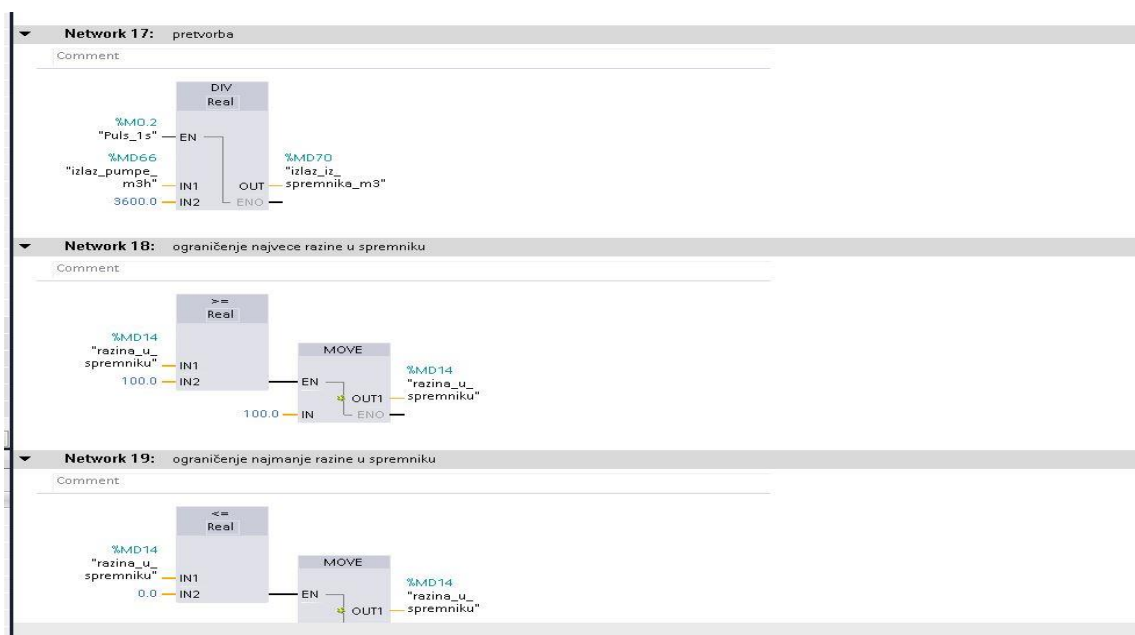 Network 17: pretvorba
Comment
DIV
Real
%M0.2
"Puls_1s"
EN
%MD66
%MD70
"izlaz_pumpe_
"izlaz_iz_
m3h"
IN1
OUT
spremnika_m3"
3600.0
IN2
ENO
Network 18: ograničenje najvece razine u spremniku
Comment
>=
Real
%MD14
"razina_u_
MOVE
spremniku"
IN1
%MD14
100.0
IN2
EN
"razina_u_
OUT1
spremniku"
100.0
IN
ENO
Network 19: ograničenje najmanje razine u spremniku
Comment
<=
Real
%MD14
"razina_u_
MOVE
spremniku"
IN1
%MD14
0.0
IN2
EN
"razina_u_
OUT1
spremniku"